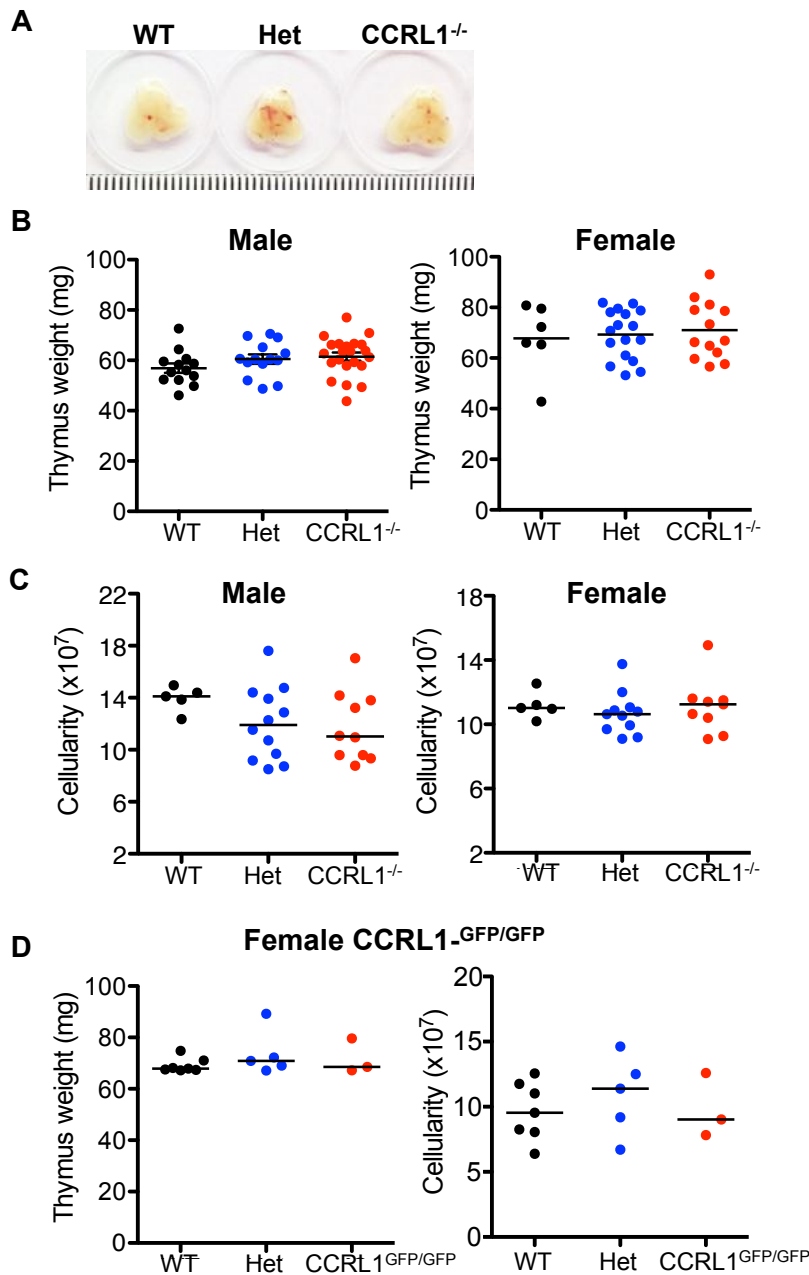 A
WT Het CCRL1-/-
B
Male Female
Thymus weight (mg)
100
80
60
40
20
0
WT Het CCRL1-/-
Thymus weight (mg)
100
80
60
40
20
0
WT Het CCRL1-/-
C
Male Female
Cellularity (x10⁷)
22
18
14
10
6
2
WT Het CCRL1-/-
Cellularity (x10⁷)
18
14
10
6
2
WT Het CCRL1-/-
D
Female CCRL1-GFP/GFP
Thymus weight (mg)
100
80
60
40
20
0
WT Het CCRL1GFP/GFP
Cellularity (x10⁷)
20
15
10
5
0
WT Het CCRL1GFP/GFP